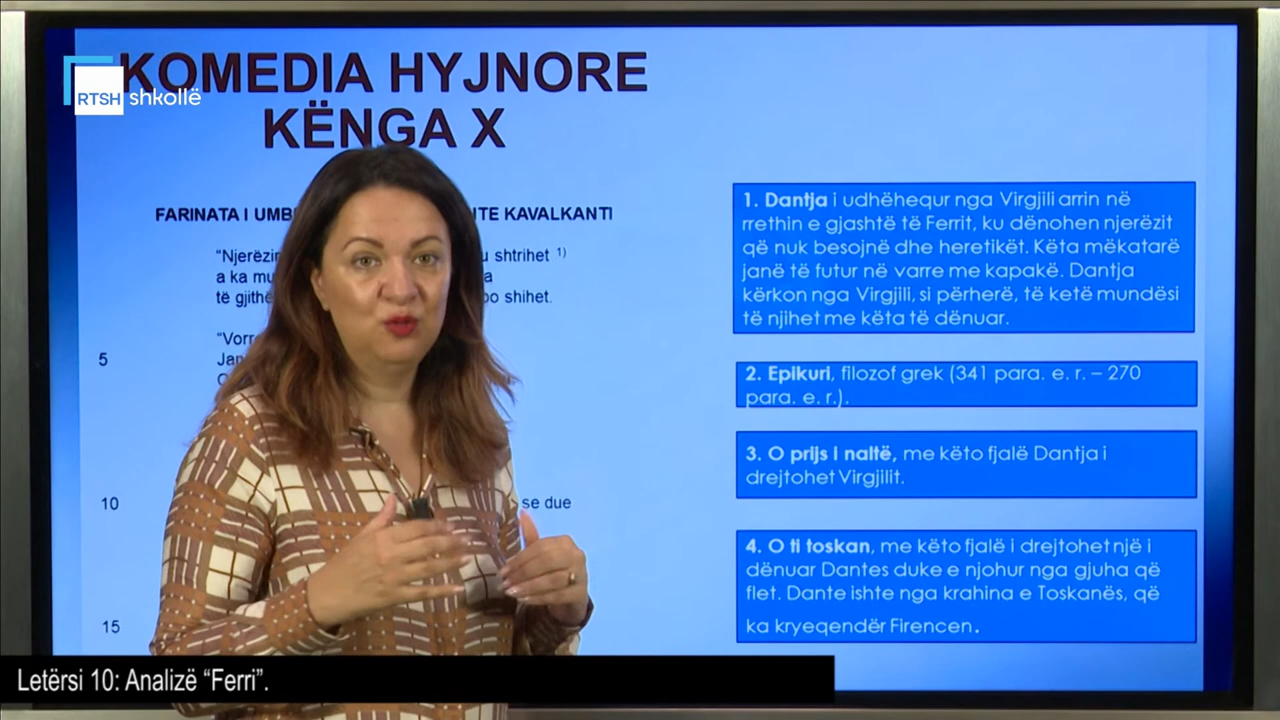 KOMEDIA HYJNORE
KËNGA X
RTSH shkollë
FARINATA I UMB NTE KAVALKANTI
“Njerëzin u shtrihet 1)
a ka mu a
të gjithë po shihet.
“Vorr
5 Jan
10 se due
15
1. Dantja i udhëhequr nga Virgjili arrin në
rrethin e gjashtë të Ferrit, ku dënohen njerëzit
që nuk besojnë dhe heretikët. Këta mëkatarë
janë të futur në varre me kapakë. Dantja
kërkon nga Virgjili, si përherë, të ketë mundësi
të njihet me këta të dënuar.
2. Epikuri, filozof grek (341 para. e. r. – 270
para. e. r.).
3. O prijs i naltë, me këto fjalë Dantja i
drejtohet Virgjilit.
4. O ti toskan, me këto fjalë i drejtohet një i
dënuar Dantes duke e njohur nga gjuha që
flet. Dante ishte nga krahina e Toskanës, që
ka kryeqendër Firencen.
Letërsi 10: Analizë “Ferri”.